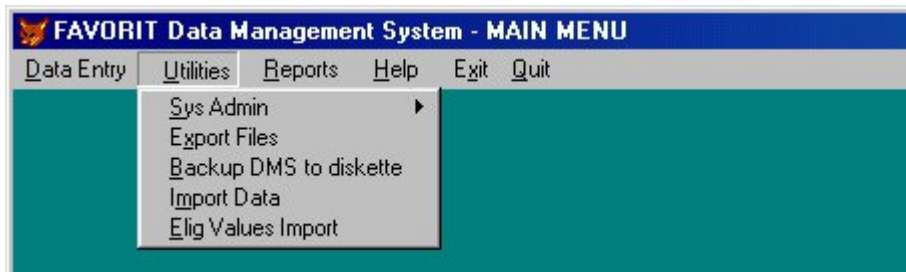 FAVORIT Data Management System - MAIN MENU
Data Entry Utilities Reports Help Exit Quit
Sys Admin
Export Files
Backup DMS to diskette
Import Data
Elig Values Import